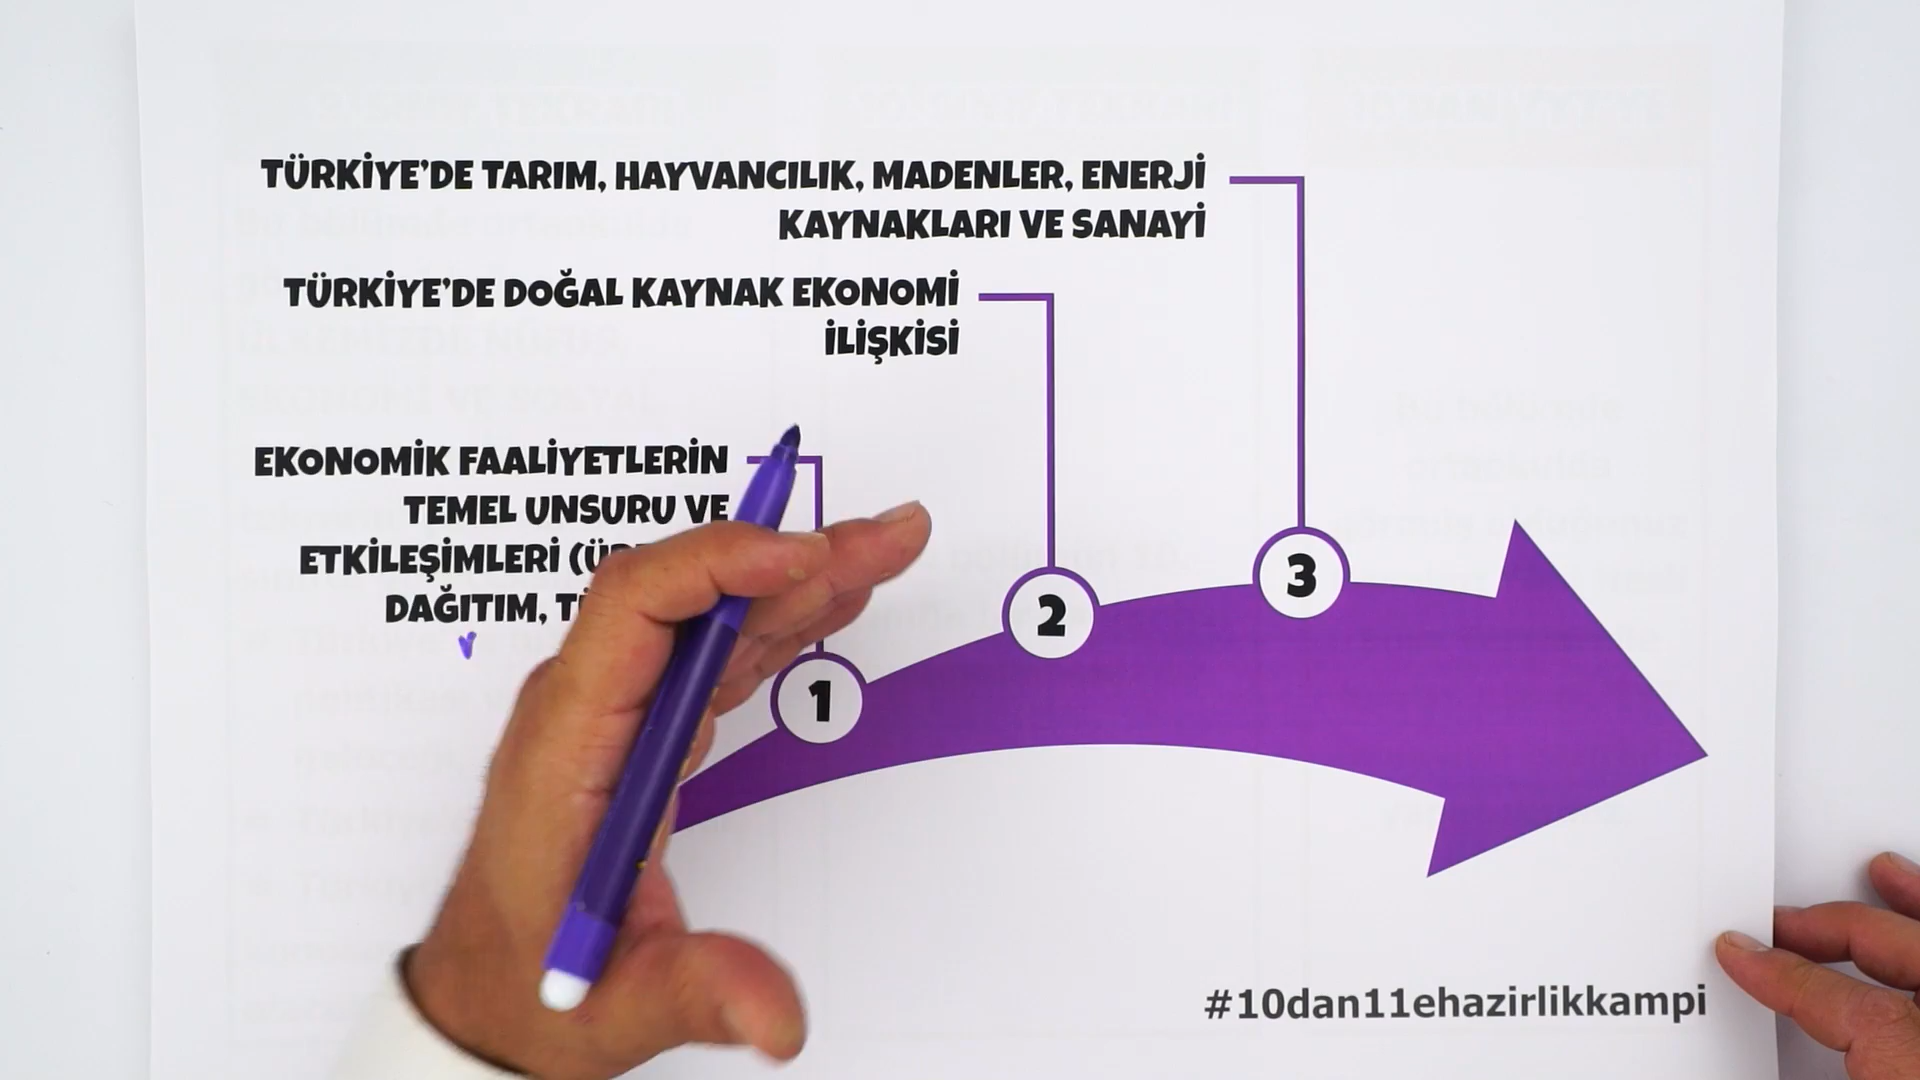 TÜRKİYE'DE TARIM, HAYVANCILIK, MADENLER, ENERJİ
KAYNAKLARI VE SANAYİ
TÜRKİYE'DE DOĞAL KAYNAK EKONOMİ
İLİŞKİSİ
EKONOMİK FAALİYETLERİN
TEMEL UNSURU VE
ETKİLEŞİMLERİ
DAĞITIM,
1
2
3
#10dan11ehazirlikkampi